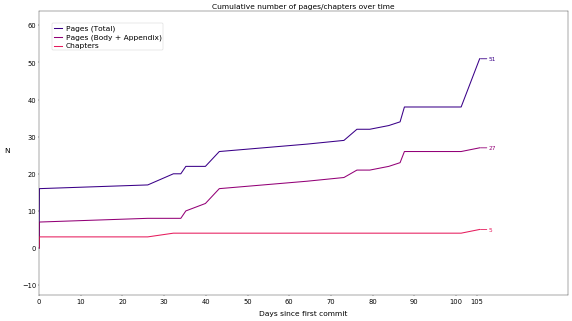 Cumulative number of pages/chapters over time
Pages (Total)
Pages (Body + Appendix)
Chapters
60
50
40
30
20
10
0
−10
N
51
27
5
0 10 20 30 40 50 60 70 80 90 100 105
Days since first commit